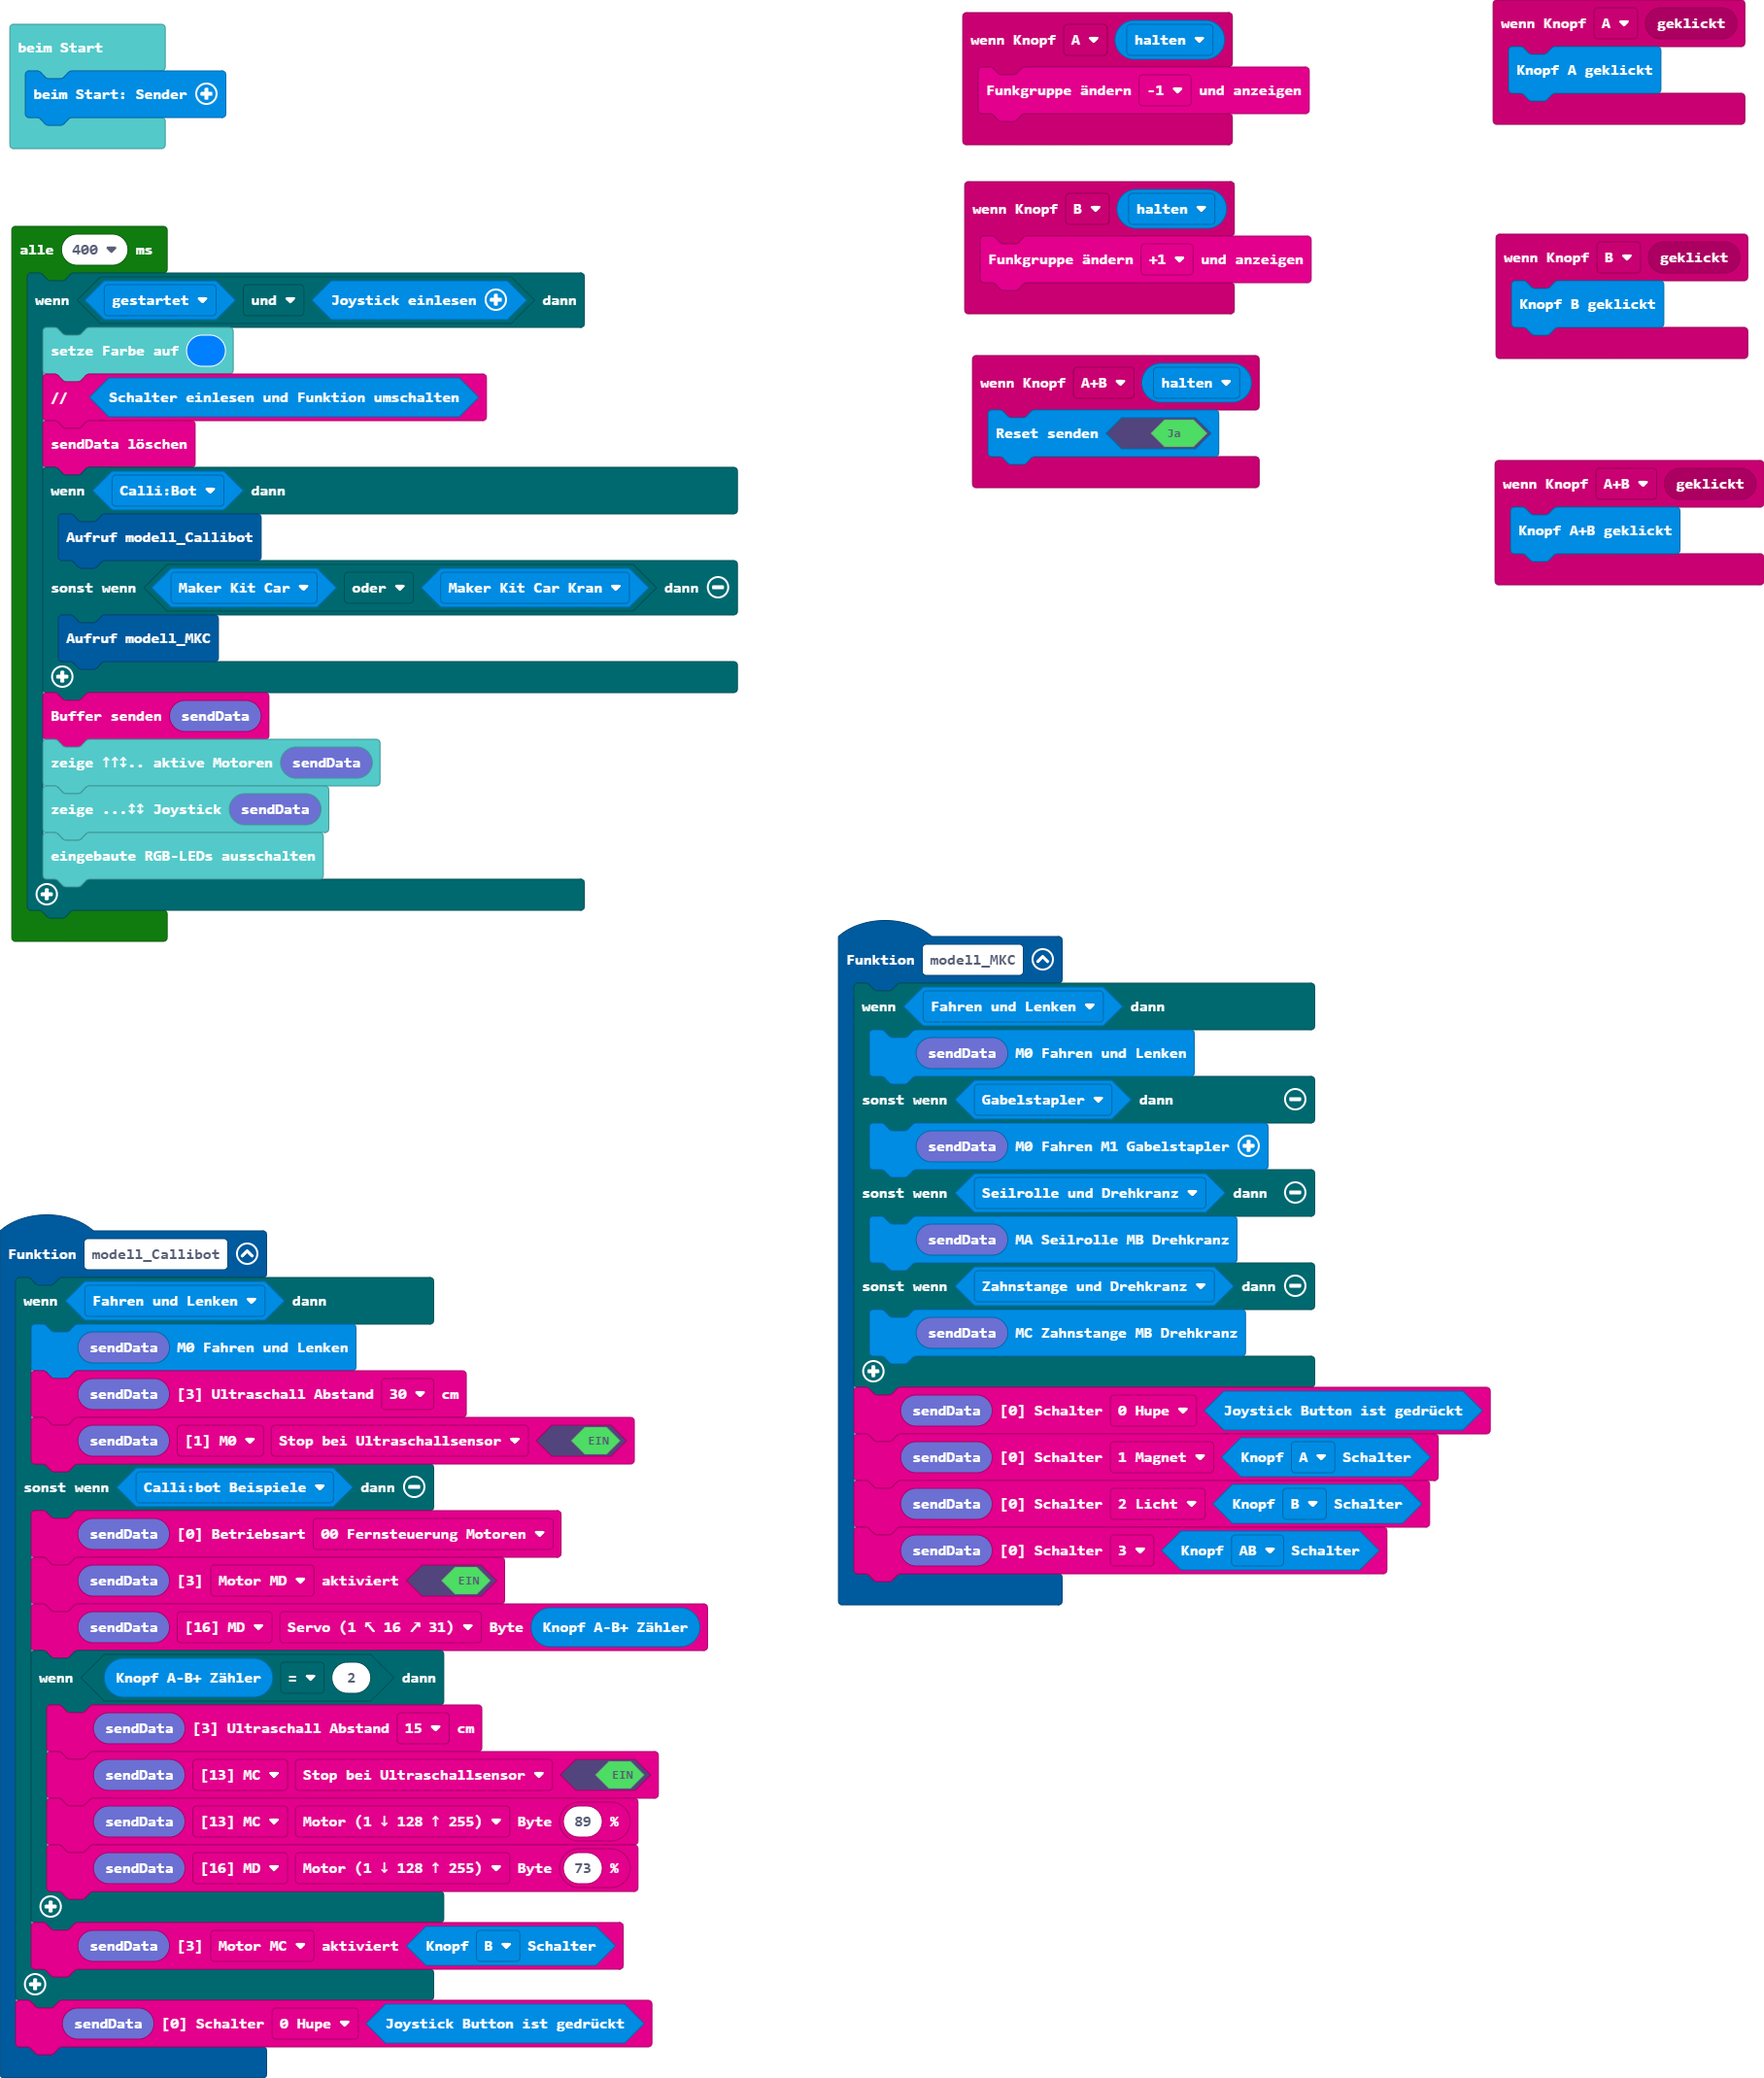 beim Start
beim Start: Sender
alle 400 ms
wenn gestartet und Joystick einlesen dann
setze Farbe auf
// Schalter einlesen und Funktion umschalten
sendData löschen
wenn Calli:Bot dann
Aufruf modell_Callibot
sonst wenn Maker Kit Car oder Maker Kit Car Kran dann
Aufruf modell_MKC
Buffer senden sendData
zeige ↑↑↕.. aktive Motoren sendData
zeige ...↕↕ Joystick sendData
eingebaute RGB-LEDs ausschalten
wenn Knopf A halten
Funkgruppe ändern -1 und anzeigen
wenn Knopf B halten
Funkgruppe ändern +1 und anzeigen
wenn Knopf A+B halten
Reset senden Ja
wenn Knopf A geklickt
Knopf A geklickt
wenn Knopf B geklickt
Knopf B geklickt
wenn Knopf A+B geklickt
Knopf A+B geklickt
Funktion modell_MKC
wenn Fahren und Lenken dann
sendData M0 Fahren und Lenken
sonst wenn Gabelstapler dann
sendData M0 Fahren M1 Gabelstapler
sonst wenn Seilrolle und Drehkranz dann
sendData MA Seilrolle MB Drehkranz
sonst wenn Zahnstange und Drehkranz dann
sendData MC Zahnstange MB Drehkranz
sendData [0] Schalter 0 Hupe Joystick Button ist gedrückt
sendData [0] Schalter 1 Magnet Knopf A Schalter
sendData [0] Schalter 2 Licht Knopf B Schalter
sendData [0] Schalter 3 Knopf AB Schalter
Funktion modell_Callibot
wenn Fahren und Lenken dann
sendData M0 Fahren und Lenken
sendData [3] Ultraschall Abstand 30 cm
sendData [1] M0 Stop bei Ultraschallsensor EIN
sonst wenn Calli:bot Beispiele dann
sendData [0] Betriebsart 00 Fernsteuerung Motoren
sendData [3] Motor MD aktiviert EIN
sendData [16] MD Servo (1 ↖ 16 ↗ 31) Byte Knopf A-B+ Zähler
wenn Knopf A-B+ Zähler = 2 dann
sendData [3] Ultraschall Abstand 15 cm
sendData [13] MC Stop bei Ultraschallsensor EIN
sendData [13] MC Motor (1 ↓ 128 ↑ 255) Byte 89 %
sendData [16] MD Motor (1 ↓ 128 ↑ 255) Byte 73 %
sendData [3] Motor MC aktiviert Knopf B Schalter
sendData [0] Schalter 0 Hupe Joystick Button ist gedrückt